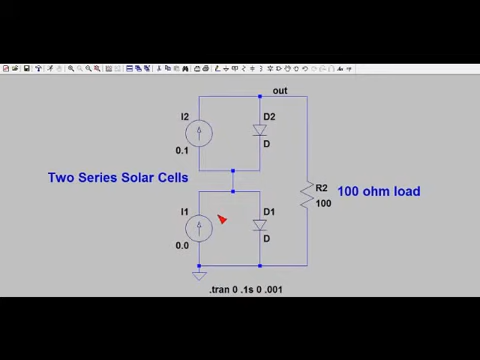 out
I2
D2
0.1
D
Two Series Solar Cells
R2
100 ohm load
100
I1
D1
0.0
D
.tran 0 .1s 0 .001